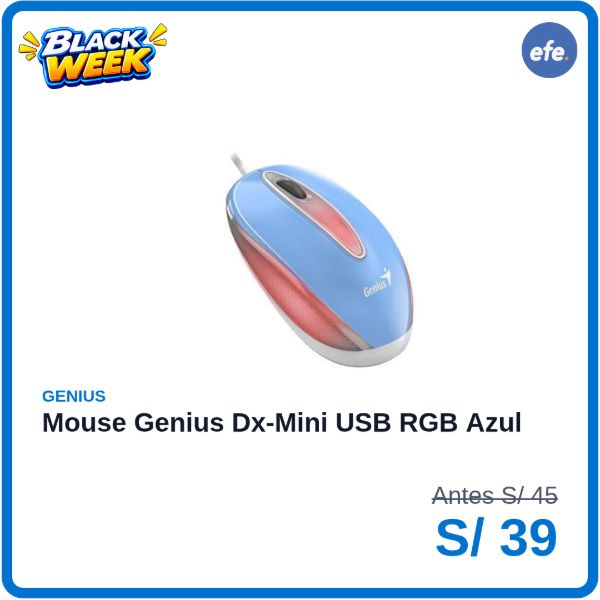 BLACK
WEEK
efe.
Genius
GENIUS
Mouse Genius Dx-Mini USB RGB Azul
Antes S/ 45
S/ 39